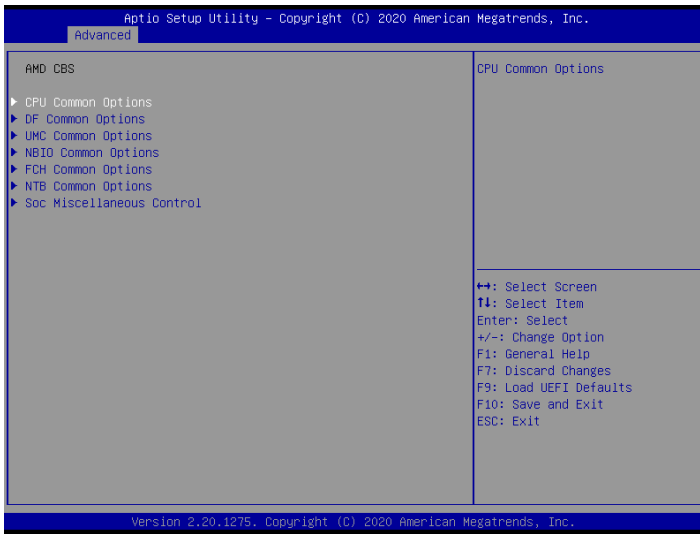 Aptio Setup Utility – Copyright (C) 2020 American Megatrends, Inc.
Advanced
AMD CBS
CPU Common Options
DF Common Options
UMC Common Options
NBIO Common Options
FCH Common Options
NTB Common Options
Soc Miscellaneous Control
CPU Common Options
↔: Select Screen
↑↓: Select Item
Enter: Select
+/-: Change Option
F1: General Help
F7: Discard Changes
F9: Load UEFI Defaults
F10: Save and Exit
ESC: Exit
Version 2.20.1275. Copyright (C) 2020 American Megatrends, Inc.